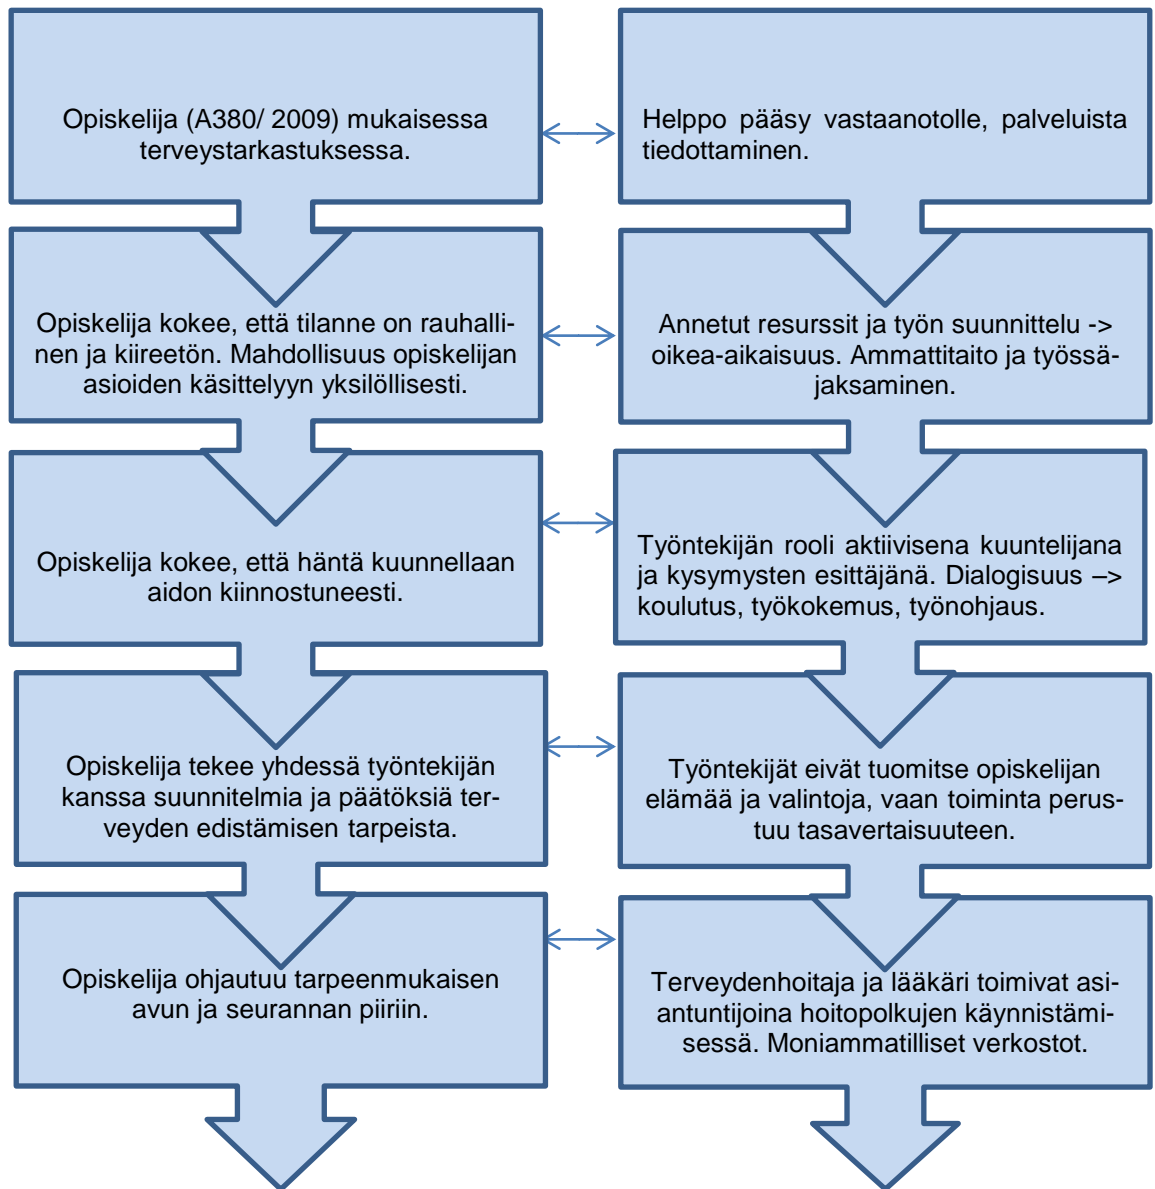 Opiskelija (A380/ 2009) mukaisessa
terveystarkastuksessa.
Helppo pääsy vastaanotolle, palveluista
tiedottaminen.
Opiskelija kokee, että tilanne on rauhalli-
nen ja kiireetön. Mahdollisuus opiskelijan
asioiden käsittelyyn yksilöllisesti.
Annetut resurssit ja työn suunnittelu ->
oikea-aikaisuus. Ammattitaito ja työssä-
jaksaminen.
Opiskelija kokee, että häntä kuunnellaan
aidon kiinnostuneesti.
Työntekijän rooli aktiivisena kuuntelijana
ja kysymysten esittäjänä. Dialogisuus –>
koulutus, työkokemus, työnohjaus.
Opiskelija tekee yhdessä työntekijän
kanssa suunnitelmia ja päätöksiä ter-
veyden edistämisen tarpeista.
Työntekijät eivät tuomitse opiskelijan
elämää ja valintoja, vaan toiminta perus-
tuu tasavertaisuuteen.
Opiskelija ohjautuu tarpeenmukaisen
avun ja seurannan piiriin.
Terveydenhoitaja ja lääkäri toimivat asi-
antuntijoina hoitopolkujen käynnistämi-
sessä. Moniammatilliset verkostot.